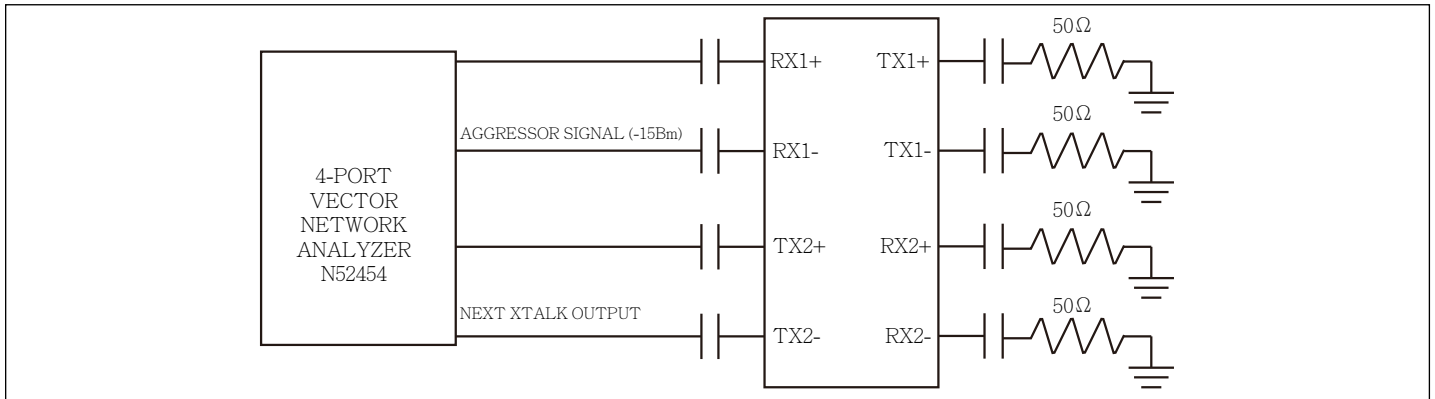 50Ω
RX1+ TX1+
AGGRESSOR SIGNAL (-15Bm)
50Ω
RX1- TX1-
4-PORT
VECTOR
NETWORK
ANALYZER
N52454
50Ω
TX2+ RX2+
NEXT XTALK OUTPUT
50Ω
TX2- RX2-